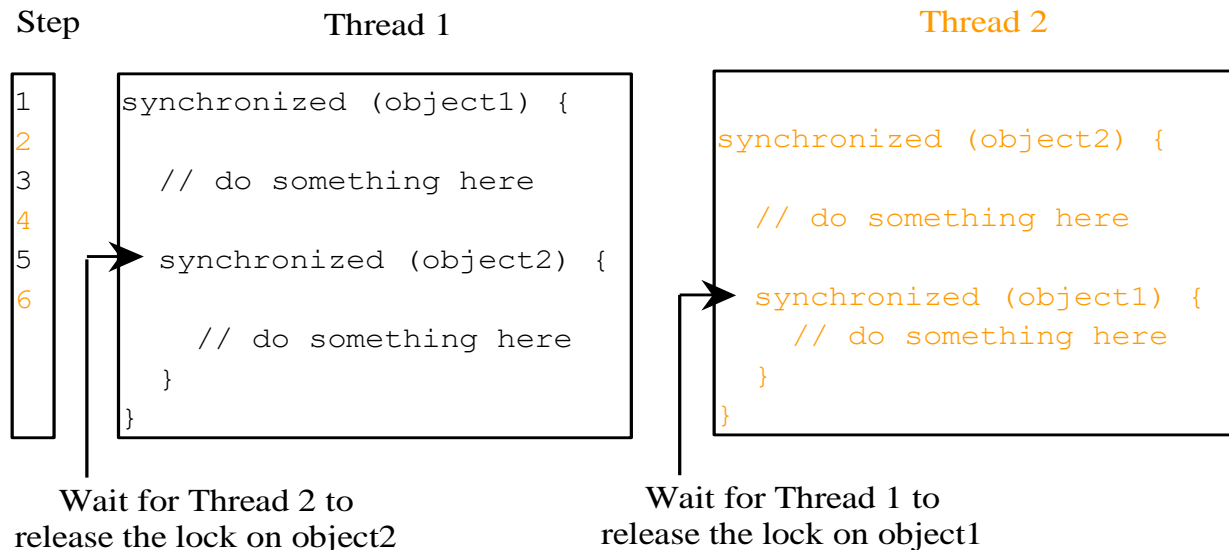 Step
Thread 1
Thread 2
1
2
3
4
5
6
synchronized (object1) {
// do something here
synchronized (object2) {
// do something here
}
}
synchronized (object2) {
// do something here
synchronized (object1) {
// do something here
}
}
Wait for Thread 2 to
release the lock on object2
Wait for Thread 1 to
release the lock on object1